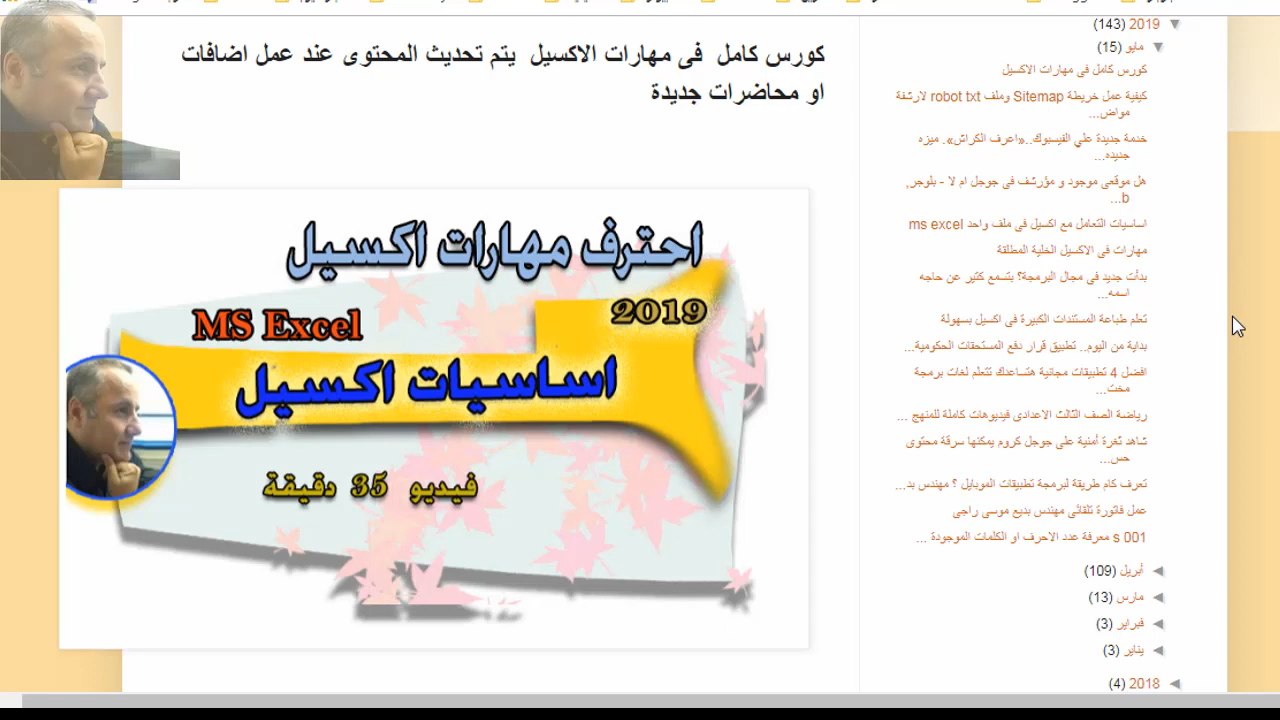 كورس كامل فى مهارات الاكسيل يتم تحديث المحتوى عند عمل اضافات
او محاضرات جديدة
احترف مهارات اكسيل
2019
MS Excel
اساسيات اكسيل
فيديو 35 دقيقة
2019 (143)
مايو (15)
كورس كامل فى مهارات الاكسيل
كيفية عمل خريطة Sitemap وملف robot txt لارشفة
مواض...
خدمة جديدة علي الفيسبوك..«اعرف الكراش». ميزه
جديده...
هل موقعى موجود و مؤرشف فى جوجل ام لا - بلوجر,
b...
اساسيات التعامل مع اكسيل فى ملف واحد ms excel
مهارات فى الاكسيل الخلية المطلقة
بدأت جديد فى مجال البرمجة؟ بتسمع كتير عن حاجه
اسمه...
تعلم طباعة المستندات الكبيرة فى اكسيل بسهولة
بداية من اليوم.. تطبيق قرار دفع المستحقات الحكومية...
افضل 4 تطبيقات مجانية هتساعدك تتعلم لغات برمجة
مخت...
رياضة الصف الثالث الاعدادى فيديوهات كاملة للمنهج ...
شاهد ثغرة أمنية على جوجل كروم يمكنها سرقة محتوى
حس...
تعرف كام طريقة لبرمجة تطبيقات الموبايل ؟ مهندس بد...
عمل فاتورة تلقائى مهندس بديع موسى راجى
s 001 معرفة عدد الاحرف او الكلمات الموجودة ...
أبريل (109)
مارس (13)
فبراير (3)
يناير (3)
2018 (4)